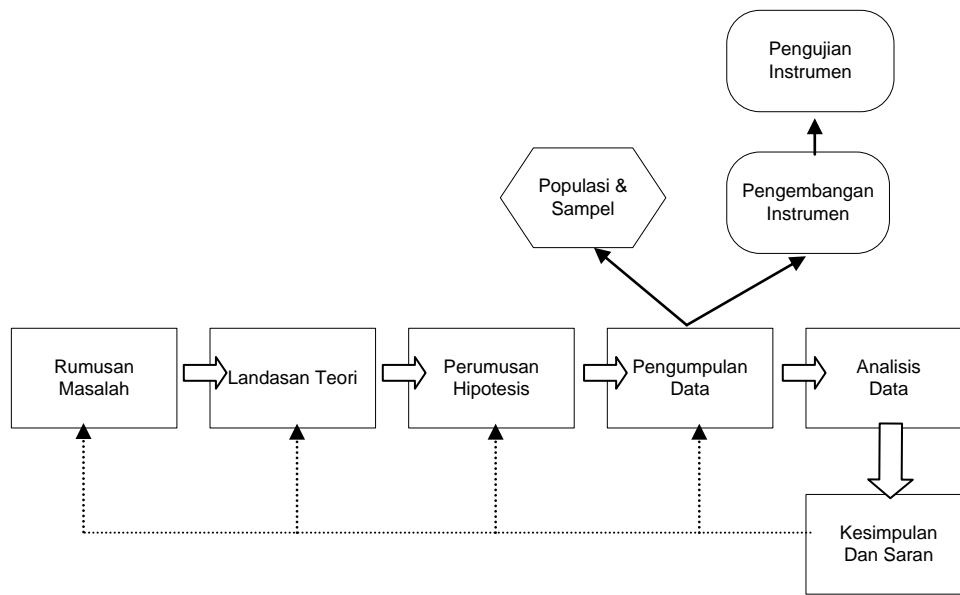 Pengujian
Instrumen
Populasi &
Sampel
Pengembangan
Instrumen
Rumusan
Masalah
Landasan Teori
Perumusan
Hipotesis
Pengumpulan
Data
Analisis
Data
Kesimpulan
Dan Saran